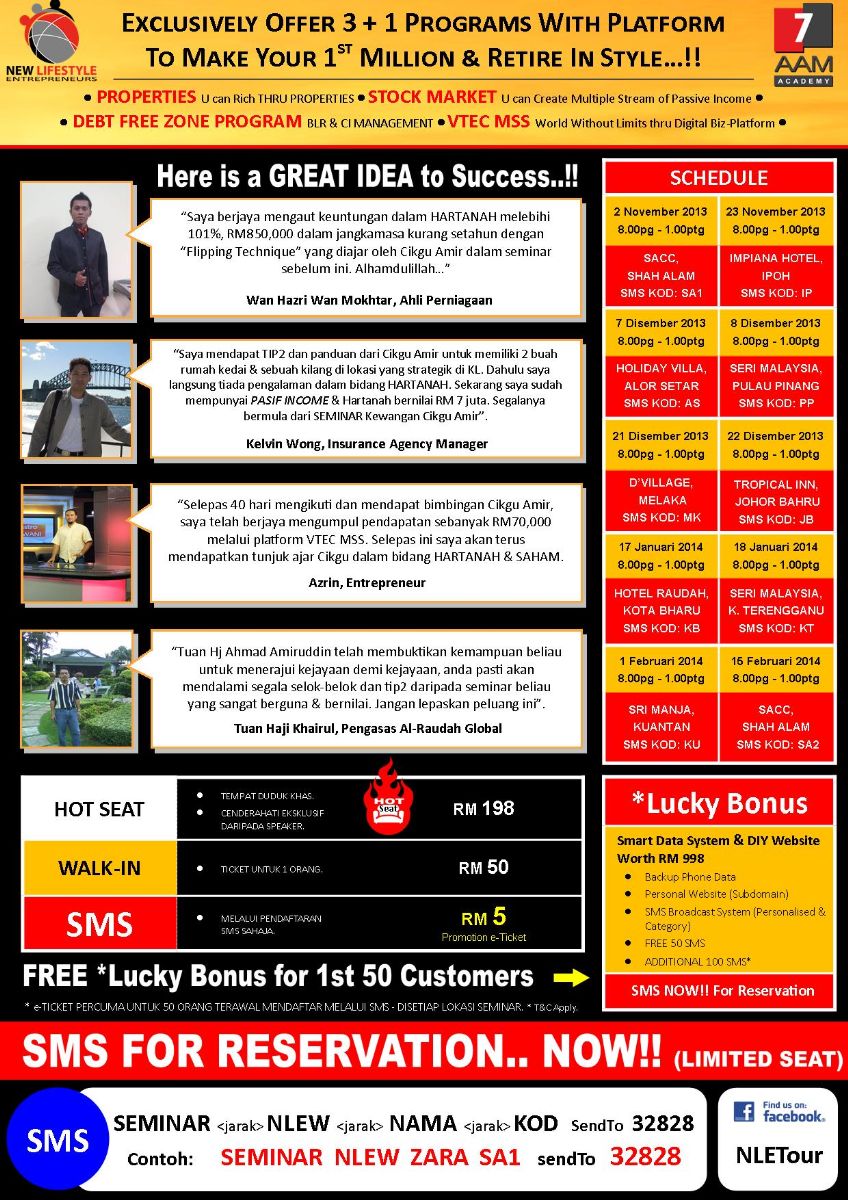 EXCLUSIVELY OFFER 3 + 1 PROGRAMS WITH PLATFORM
TO MAKE YOUR 1ST MILLION & RETIRE IN STYLE...!!
NEW LIFESTYLE
ENTREPRENEURS
7
AAM
ACADEMY
• PROPERTIES U can Rich THRU PROPERTIES • STOCK MARKET U can Create Multiple Stream of Passive Income •
• DEBT FREE ZONE PROGRAM BLR & CI MANAGEMENT • VTEC MSS World Without Limits thru Digital Biz-Platform •
Here is a GREAT IDEA to Success..!!
“Saya berjaya mengaut keuntungan dalam HARTANAH melebihi
101%, RM850,000 dalam jangkamasa kurang setahun dengan
“Flipping Technique” yang diajar oleh Cikgu Amir dalam seminar
sebelum ini. Alhamdulillah...”
Wan Hazri Wan Mokhtar, Ahli Perniagaan
“Saya mendapat TIP2 dan panduan dari Cikgu Amir untuk memiliki 2 buah
rumah kedai & sebuah kilang di lokasi yang strategik di KL. Dahulu saya
langsung tiada pengalaman dalam bidang HARTANAH. Sekarang saya sudah
mempunyai PASIF INCOME & Hartanah bernilai RM 7 juta. Segalanya
bermula dari SEMINAR Kewangan Cikgu Amir”.
Kelvin Wong, Insurance Agency Manager
“Selepas 40 hari mengikuti dan mendapat bimbingan Cikgu Amir,
saya telah berjaya mengumpul pendapatan sebanyak RM70,000
melalui platform VTEC MSS. Selepas ini saya akan terus
mendapatkan tunjuk ajar Cikgu dalam bidang HARTANAH & SAHAM.
Azrin, Entrepreneur
“Tuan Hj Ahmad Amiruddin telah membuktikan kemampuan beliau
untuk menerajui kejayaan demi kejayaan, anda pasti akan
mendalami segala selok-belok dan tip2 daripada seminar beliau
yang sangat berguna & bernilai. Jangan lepaskan peluang ini”.
Tuan Haji Khairul, Pengasas Al-Raudah Global
SCHEDULE
2 November 2013
8.00pg - 1.00ptg
SACC,
SHAH ALAM
SMS KOD: SA1
23 November 2013
8.00pg - 1.00ptg
IMPIANA HOTEL,
IPOH
SMS KOD: IP
7 Disember 2013
8.00pg - 1.00ptg
HOLIDAY VILLA,
ALOR SETAR
SMS KOD: AS
8 Disember 2013
8.00pg - 1.00ptg
SERI MALAYSIA,
PULAU PINANG
SMS KOD: PP
21 Disember 2013
8.00pg - 1.00ptg
D’VILLAGE,
MELAKA
SMS KOD: MK
22 Disember 2013
8.00pg - 1.00ptg
TROPICAL INN,
JOHOR BAHRU
SMS KOD: JB
17 Januari 2014
8.00pg - 1.00ptg
HOTEL RAUDAH,
KOTA BHARU
SMS KOD: KB
18 Januari 2014
8.00pg - 1.00ptg
SERI MALAYSIA,
K. TERENGGANU
SMS KOD: KT
1 Februari 2014
8.00pg - 1.00ptg
SRI MANJA,
KUANTAN
SMS KOD: KU
16 Februari 2014
8.00pg - 1.00ptg
SACC,
SHAH ALAM
SMS KOD: SA2
HOT SEAT
• TEMPAT DUDUK KHAS.
• CENDERAHATI EKSKLUSIF
DARIPADA SPEAKER.
HOT
Seat
RM 198
WALK-IN
• TICKET UNTUK 1 ORANG.
RM 50
SMS
• MELALUI PENDAFTARAN
SMS SAHAJA.
RM 5
Promotion e-Ticket
*Lucky Bonus
Smart Data System & DIY Website
Worth RM 998
• Backup Phone Data
• Personal Website (Subdomain)
• SMS Broadcast System (Personalised &
Category)
• FREE 50 SMS
• ADDITIONAL 100 SMS*
SMS NOW!! For Reservation
FREE *Lucky Bonus for 1st 50 Customers
* e-TICKET PERCUMA UNTUK 50 ORANG TERAWAL MENDAFTAR MELALUI SMS - DISETIAP LOKASI SEMINAR. * T&C Apply.
SMS FOR RESERVATION.. NOW!! (LIMITED SEAT)
SMS
SEMINAR <jarak> NLEW <jarak> NAMA <jarak> KOD SendTo 32828
Contoh: SEMINAR NLEW ZARA SA1 sendTo 32828
Find us on:
facebook.
NLETour